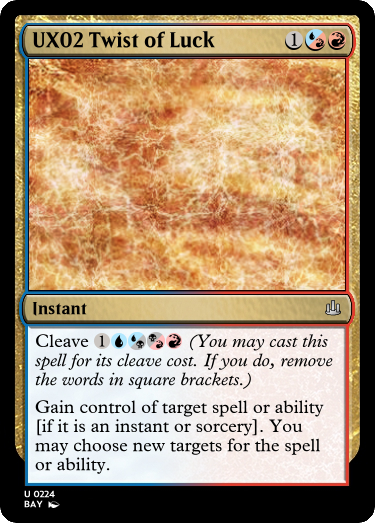 UX02 Twist of Luck 1
Instant
Cleave 1 (You may cast this
spell for its cleave cost. If you do, remove
the words in square brackets.)
Gain control of target spell or ability
[if it is an instant or sorcery]. You
may choose new targets for the spell
or ability.
U 0224
BAY